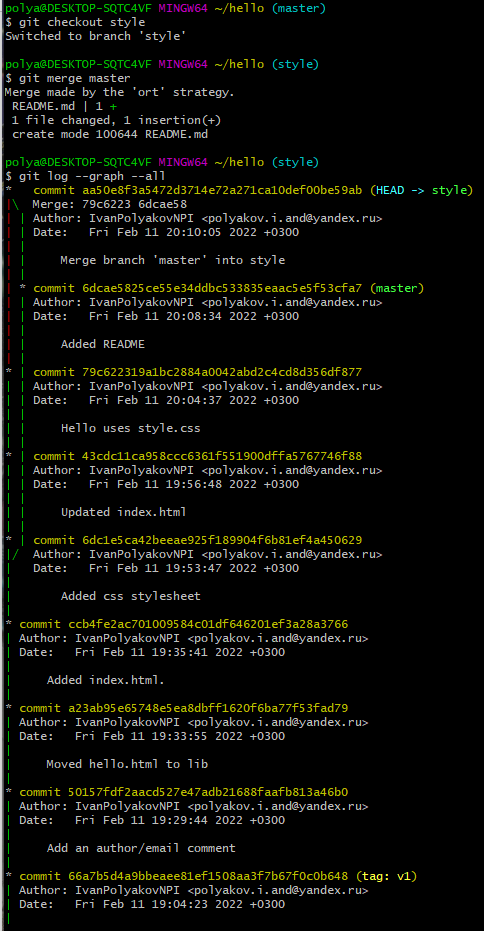 polya@DESKTOP-SQTC4VF MINGW64 ~/hello (master)
$ git checkout style
Switched to branch 'style'
polya@DESKTOP-SQTC4VF MINGW64 ~/hello (style)
$ git merge master
Merge made by the 'ort' strategy.
 README.md | 1 +
 1 file changed, 1 insertion(+)
 create mode 100644 README.md
polya@DESKTOP-SQTC4VF MINGW64 ~/hello (style)
$ git log --graph --all
*   commit aa50e8f3a5472d3714e72a271ca10def00be59ab (HEAD -> style)
|\  Merge: 79c6223 6dcae58
| | Author: IvanPolyakovNPI <polyakov.i.and@yandex.ru>
| | Date:   Fri Feb 11 20:10:05 2022 +0300
| |
| |     Merge branch 'master' into style
| |
| * commit 6dcae5825ce55e34ddbc533835eaac5e5f53cfa7 (master)
| | Author: IvanPolyakovNPI <polyakov.i.and@yandex.ru>
| | Date:   Fri Feb 11 20:08:34 2022 +0300
| |
| |     Added README
| |
* | commit 79c622319a1bc2884a0042abd2c4cd8d356df877
| | Author: IvanPolyakovNPI <polyakov.i.and@yandex.ru>
| | Date:   Fri Feb 11 20:04:37 2022 +0300
| |
| |     Hello uses style.css
| |
* | commit 43cdc11ca958ccc6361f551900dffa5767746f88
| | Author: IvanPolyakovNPI <polyakov.i.and@yandex.ru>
| | Date:   Fri Feb 11 19:56:48 2022 +0300
| |
| |     Updated index.html
| |
* | commit 6dc1e5ca42beeae925f189904f6b81ef4a450629
|/  Author: IvanPolyakovNPI <polyakov.i.and@yandex.ru>
|   Date:   Fri Feb 11 19:53:47 2022 +0300
|
|       Added css stylesheet
|
* commit ccb4fe2ac701009584c01df646201ef3a28a3766
| Author: IvanPolyakovNPI <polyakov.i.and@yandex.ru>
| Date:   Fri Feb 11 19:35:41 2022 +0300
|
|     Added index.html.
|
* commit a23ab95e65748e5ea8dbff1620f6ba77f53fad79
| Author: IvanPolyakovNPI <polyakov.i.and@yandex.ru>
| Date:   Fri Feb 11 19:33:55 2022 +0300
|
|     Moved hello.html to lib
|
* commit 50157fdf2aacd527e47adb21688faafb813a46b0
| Author: IvanPolyakovNPI <polyakov.i.and@yandex.ru>
| Date:   Fri Feb 11 19:29:44 2022 +0300
|
|     Add an author/email comment
|
* commit 66a7b5d4a9bbeaee81ef1508aa3f7b67f0c0b648 (tag: v1)
| Author: IvanPolyakovNPI <polyakov.i.and@yandex.ru>
| Date:   Fri Feb 11 19:04:23 2022 +0300
|